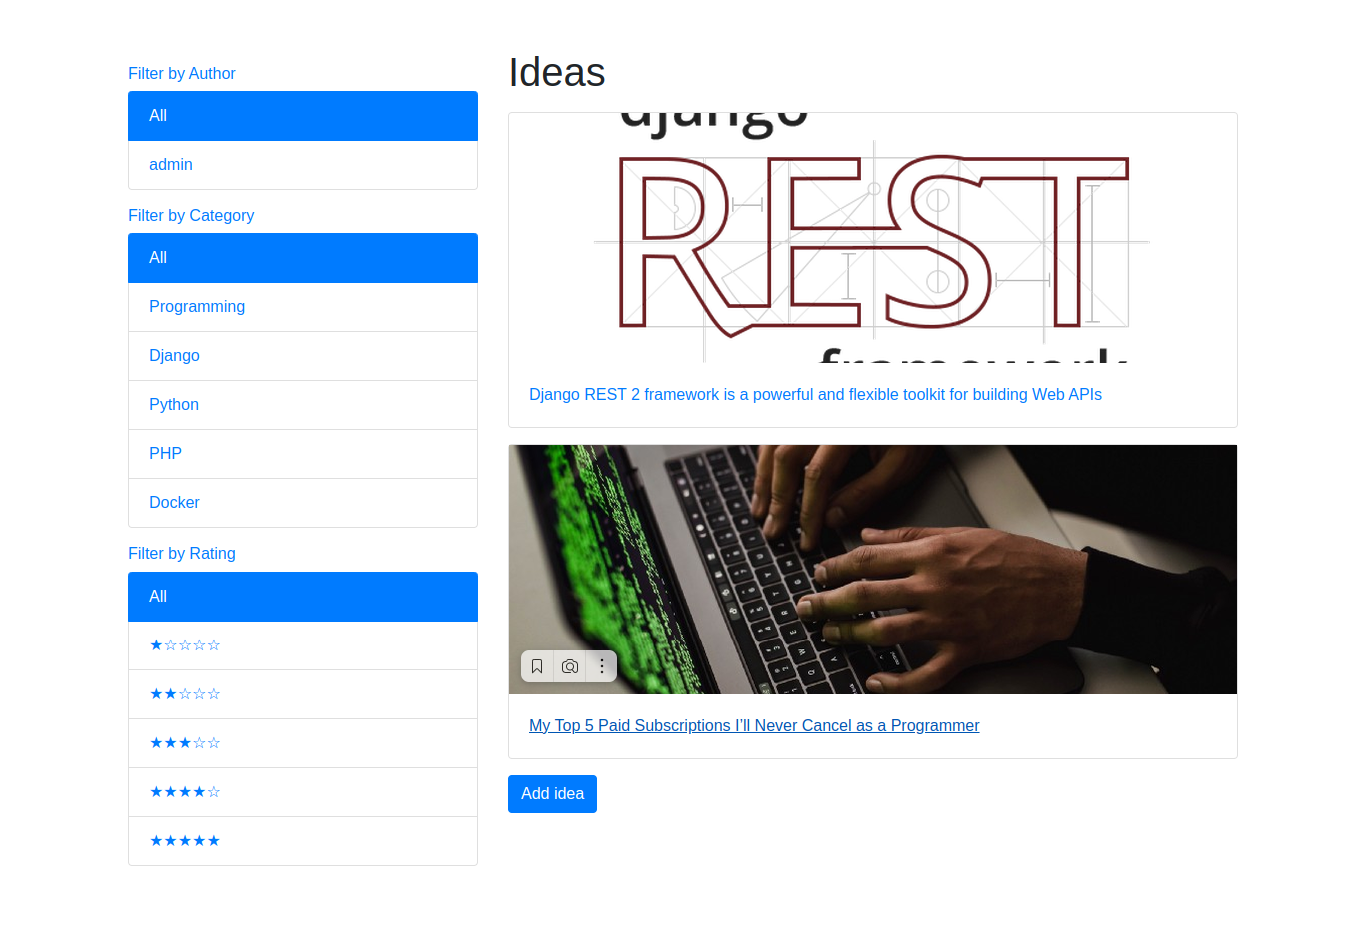 Filter by Author
All
admin
Filter by Category
All
Programming
Django
Python
PHP
Docker
Filter by Rating
All
★☆☆☆☆
★★☆☆☆
★★★☆☆
★★★★☆
★★★★★
Ideas
django
REST
framework
Django REST 2 framework is a powerful and flexible toolkit for building Web APIs
My Top 5 Paid Subscriptions I’ll Never Cancel as a Programmer
Add idea